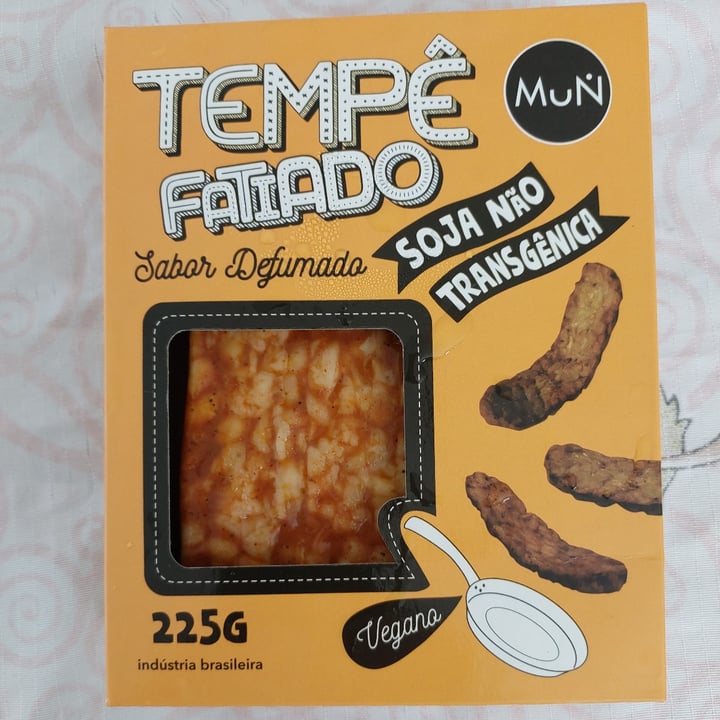 TEMPÊ
FATIADO
MUN
Sabor Defumado
SOJA NÃO
TRANSGÊNICA
Vegano
225G
indústria brasileira